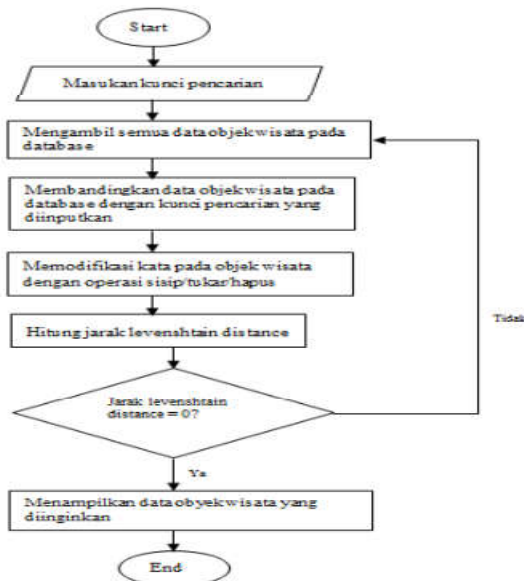 Start
Masukan kunci pencarian
Mengambil semua data objek wisata pada
database
Membandingkan data objek wisata pada
database dengan kunci pencarian yang
diinputkan
Memodifikasi kata pada objek wisata
dengan operasi sisip/tukar/hapus
Hitung jarak levenshtain distance
Tidak
Jarak levenshtain
distance = 0?
Ya
Menampilkan data obyek wisata yang
diinginkan
End